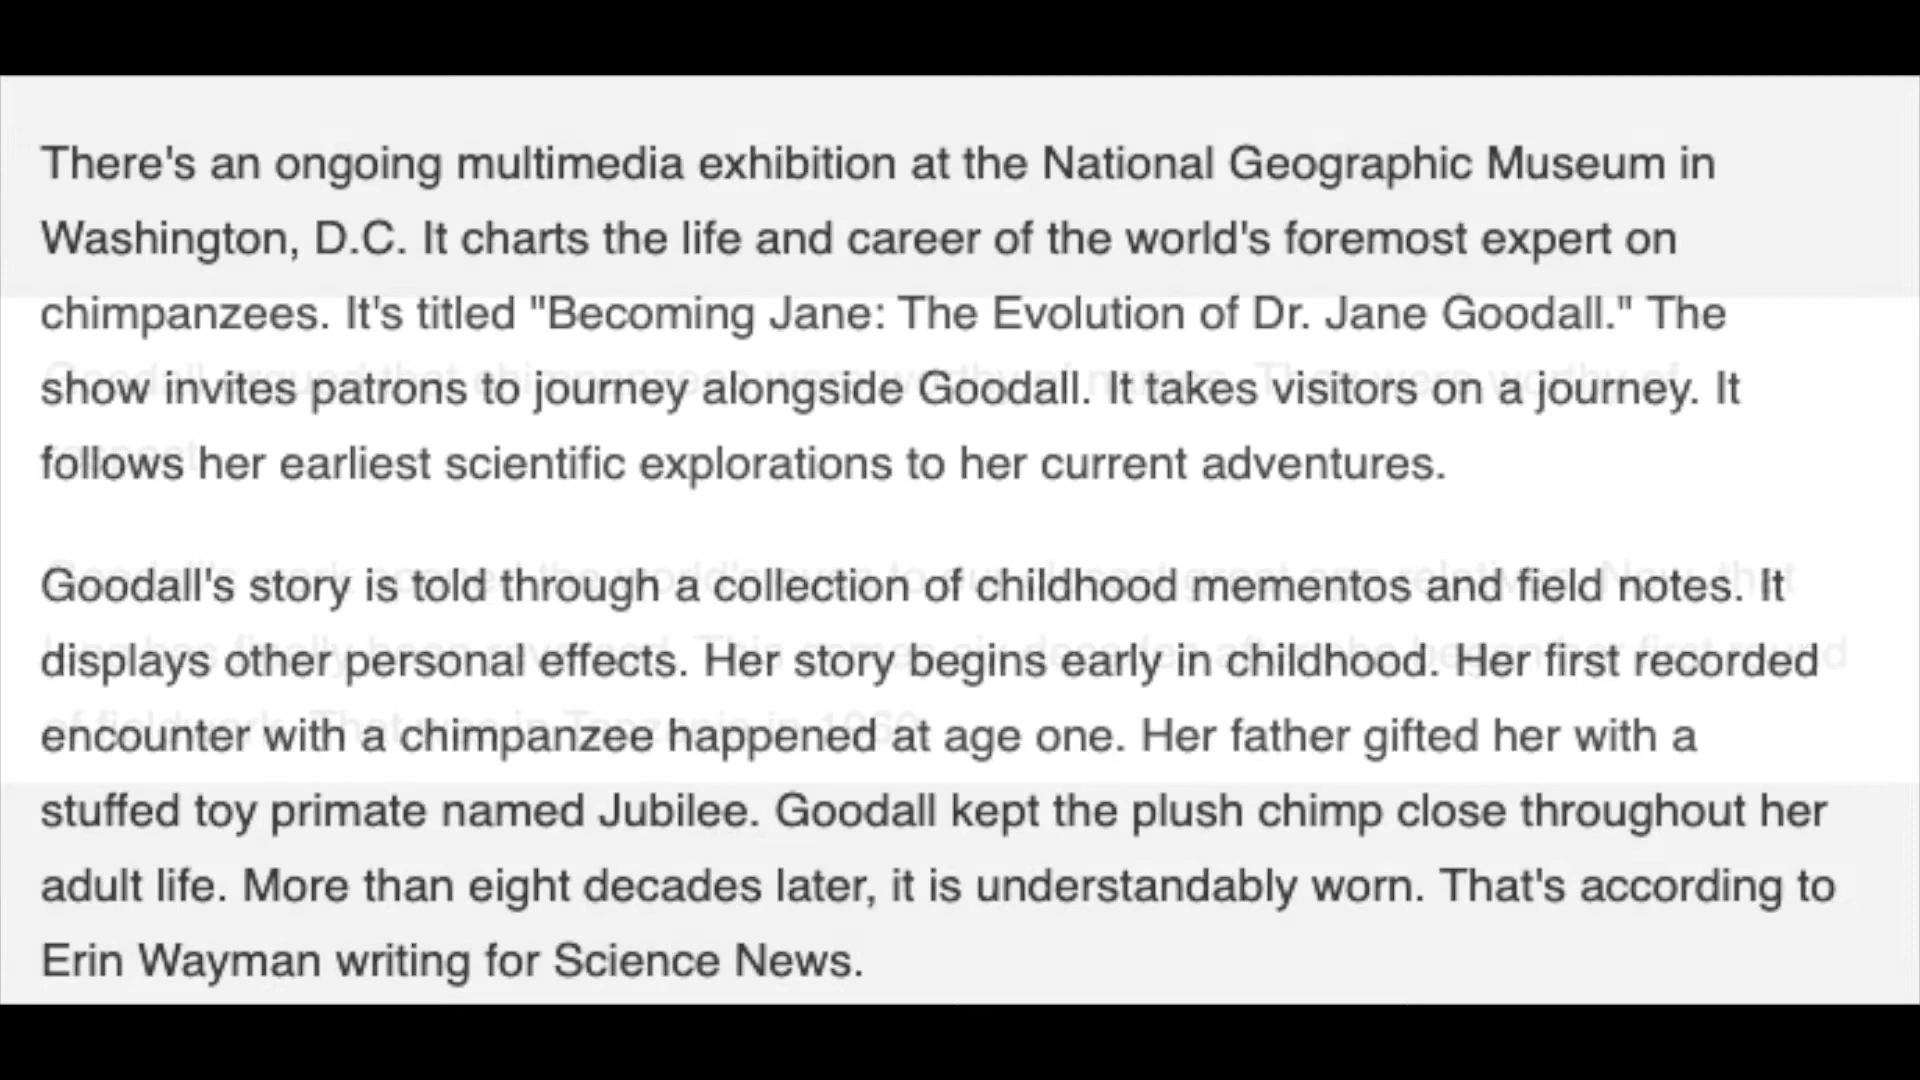 There's an ongoing multimedia exhibition at the National Geographic Museum in
Washington, D.C. It charts the life and career of the world's foremost expert on
chimpanzees. It's titled "Becoming Jane: The Evolution of Dr. Jane Goodall." The
show invites patrons to journey alongside Goodall. It takes visitors on a journey. It
follows her earliest scientific explorations to her current adventures.
Goodall's story is told through a collection of childhood mementos and field notes. It
displays other personal effects. Her story begins early in childhood. Her first recorded
encounter with a chimpanzee happened at age one. Her father gifted her with a
stuffed toy primate named Jubilee. Goodall kept the plush chimp close throughout her
adult life. More than eight decades later, it is understandably worn. That's according to
Erin Wayman writing for Science News.